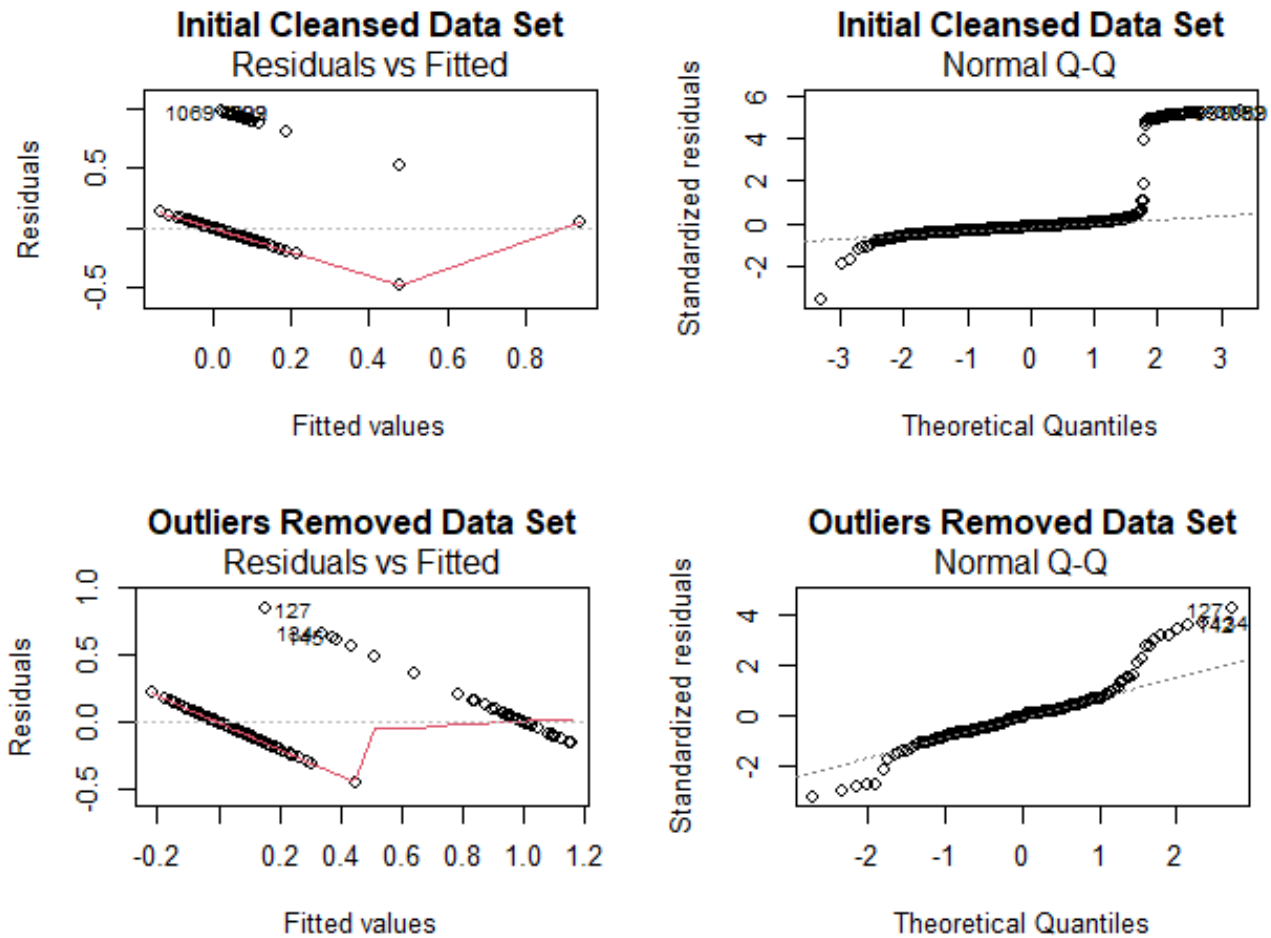 Initial Cleansed Data Set
Residuals vs Fitted
Residuals
0.5
-0.5
1069
0.0 0.2 0.4 0.6 0.8
Fitted values
Initial Cleansed Data Set
Normal Q-Q
Standardized residuals
6
4
2
0
-2
-3 -2 -1 0 1 2 3
Theoretical Quantiles
Outliers Removed Data Set
Residuals vs Fitted
Residuals
1.0
0.5
0.0
-0.5
127
-0.2 0.2 0.4 0.6 0.8 1.0 1.2
Fitted values
Outliers Removed Data Set
Normal Q-Q
Standardized residuals
4
2
0
-2
127
-2 -1 0 1 2
Theoretical Quantiles